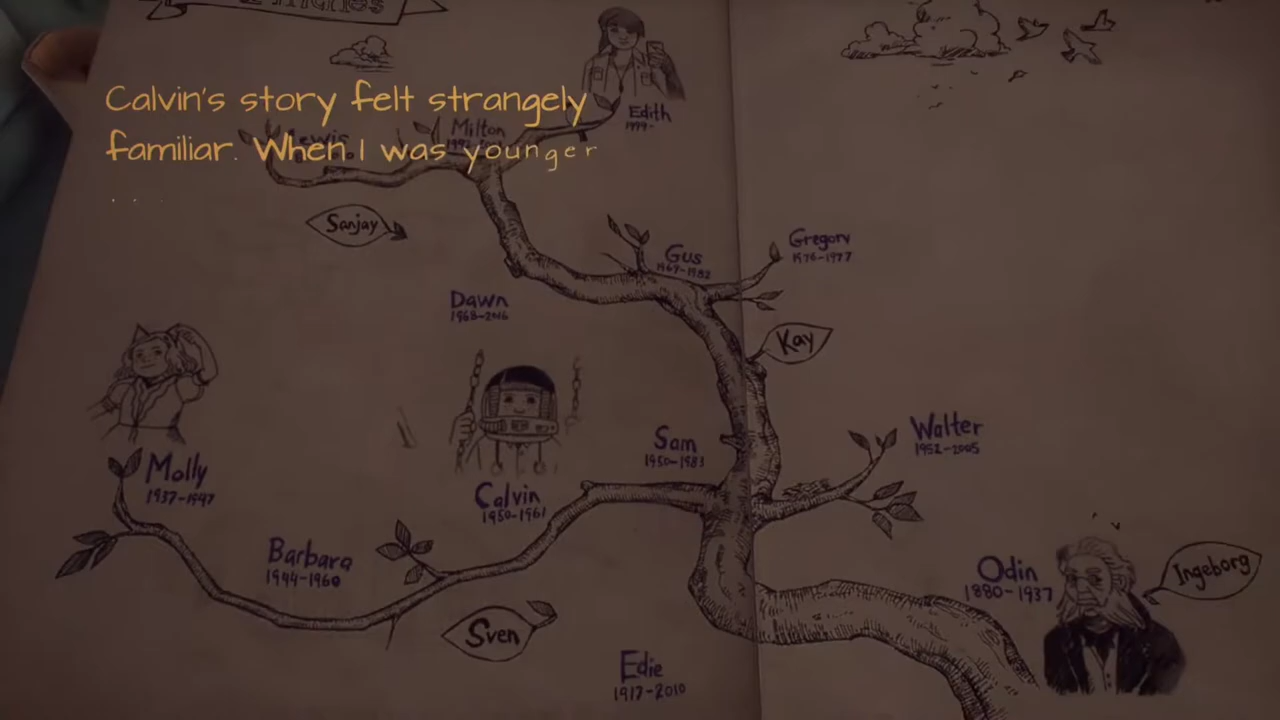 Calvin's story felt strangely
familiar. When I was younger
. . .
Edith
1999-
Lewis
Milton
Sanjay
Gus
1967-1982
Gregory
1976-1977
Dawn
1968-2016
Kay
Molly
1937-1947
Calvin
1950-1961
Sam
1950-1983
Walter
1952-2005
Barbara
1944-1960
Sven
Odin
1880-1937
Ingeborg
Edie
1917-2010